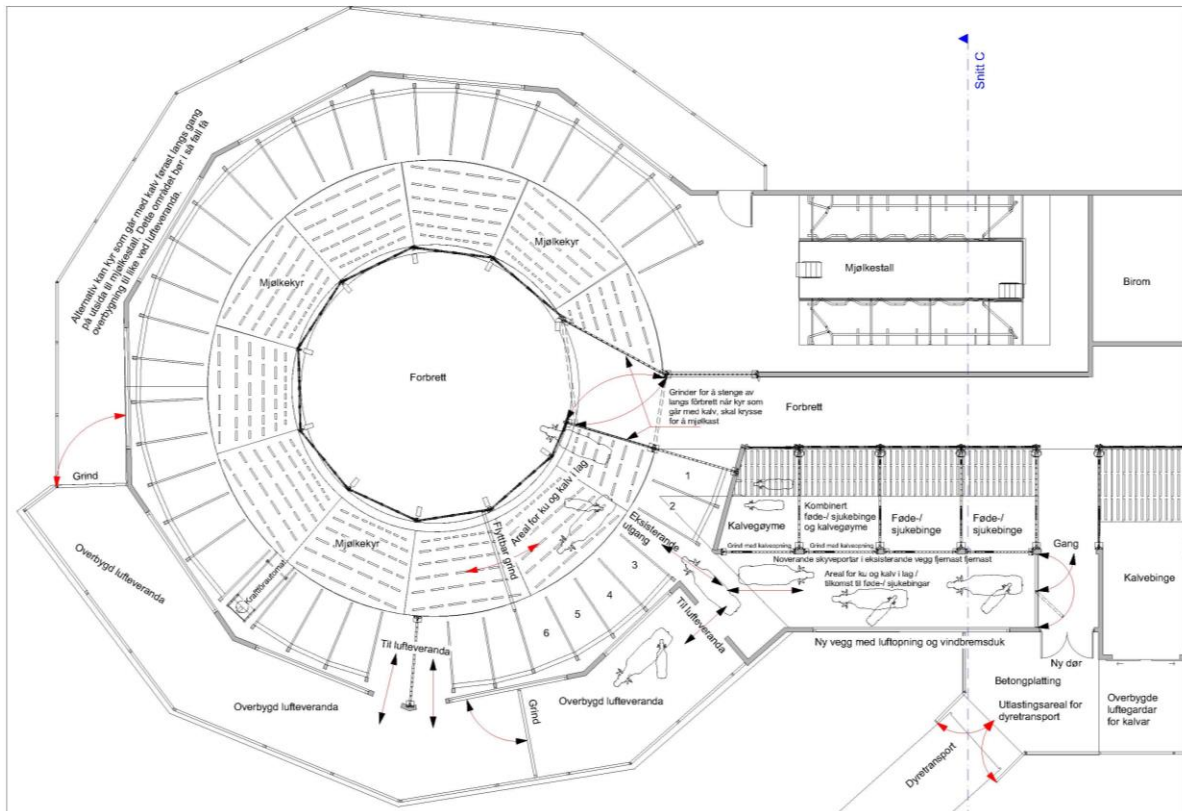 Snitt C
Alternativ kan kyr som går med kalv førast langs gang
på utsida til mjølkestall. Dette området bør i så fall få
overbygning til like ved lufteveranda.
Mjølkekyr
Mjølkekyr
Mjølkestall
Birom
Forbrett
Grinder for å stenge av
langs fôrbrett når kyr som
går med kalv, skal krysse
for å mjølkast
Forbrett
Grind
1
2
3
4
5
6
Kalvegøyme
Kombinert
føde-/ sjukebinge
og kalvegøyme
Føde-/
sjukebinge
Føde-/
sjukebinge
Grind med kalveopning
Grind med kalveopning
Noverande skyveportar i eksisterande vegg fjernast fjernast
Gang
Kalvebinge
Areal for ku og kalv i lag
Flyttbar grind
Eksisterande
utgang
Areal for ku og kalv i lag /
tilkomst til føde-/ sjukebingar
Mjølkekyr
Kraftfôrautomat
Overbygd lufteveranda
Til lufteveranda
Til lufteveranda
Ny vegg med luftopning og vindbremsduk
Ny dør
Betongplatting
Overbygd lufteveranda
Grind
Overbygd lufteveranda
Utlastingsareal for
dyretransport
Overbygde
luftegardar
for kalvar
Dyretransport